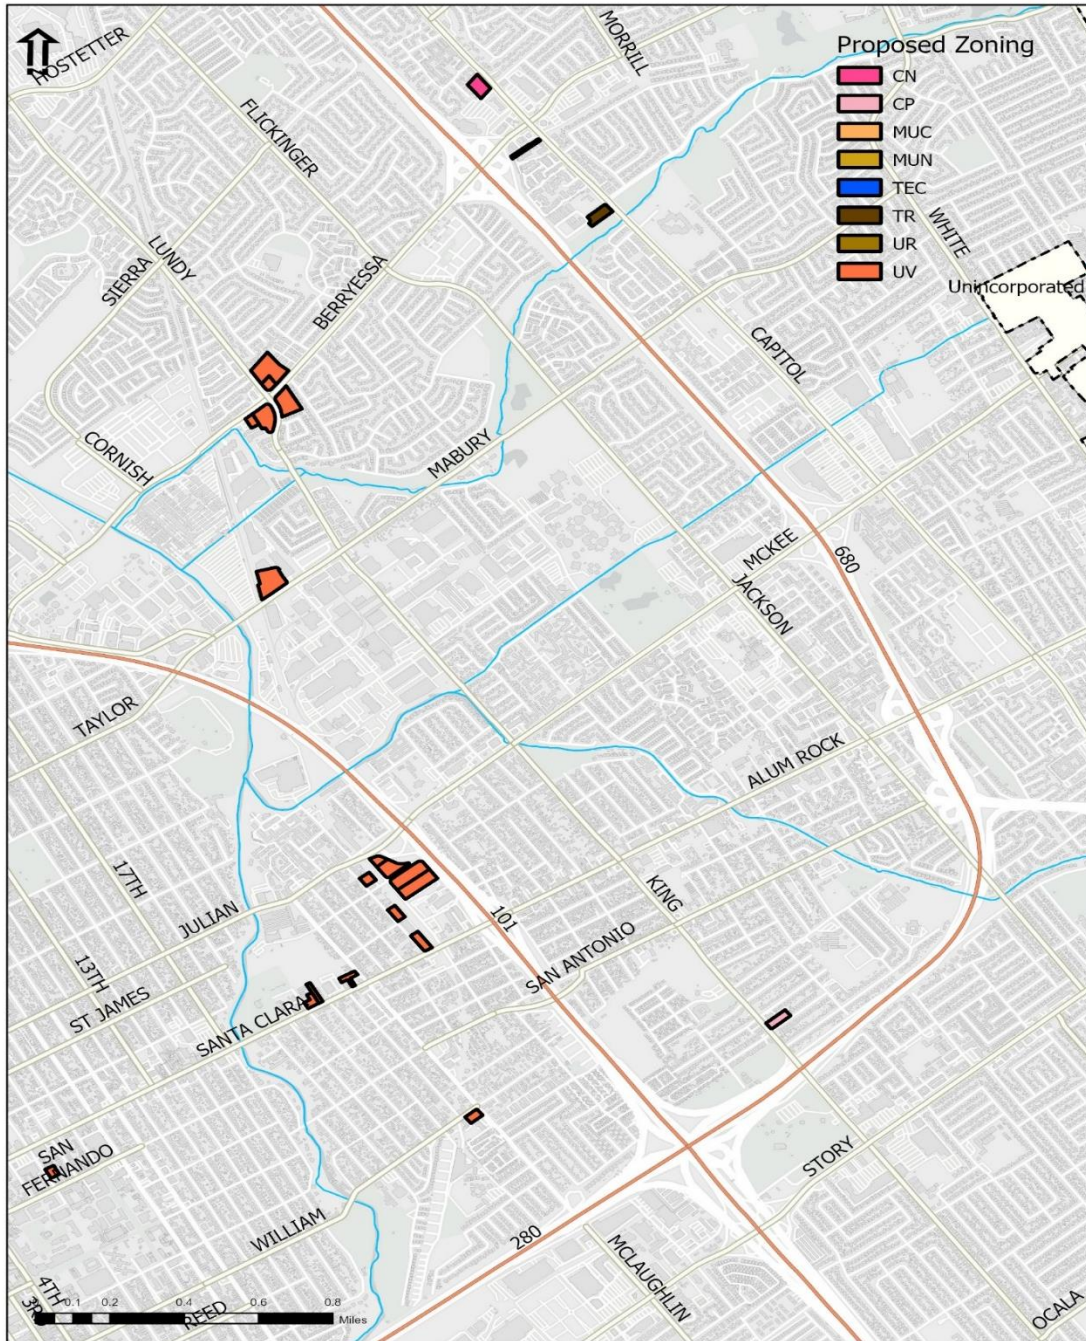 HOSTETTER
MORRILL
Proposed Zoning
CN
CP
MUC
MUN
TEC
TR
UR
UV
FLICKINGER
WHITE
Unincorporated
LUNDY
SIERRA
BERRYESSA
CAPITOL
CORNISH
MABURY
MCKEE
680
JACKSON
TAYLOR
ALUM ROCK
17TH
KING
JULIAN
101
SAN ANTONIO
13TH
ST JAMES
SANTA CLARA
SAN
FERNANDO
STORY
WILLIAM
280
MCLAUGHLIN
4TH
3R
REED
OCALA
0 0.1 0.2 0.4 0.6 0.8
Miles